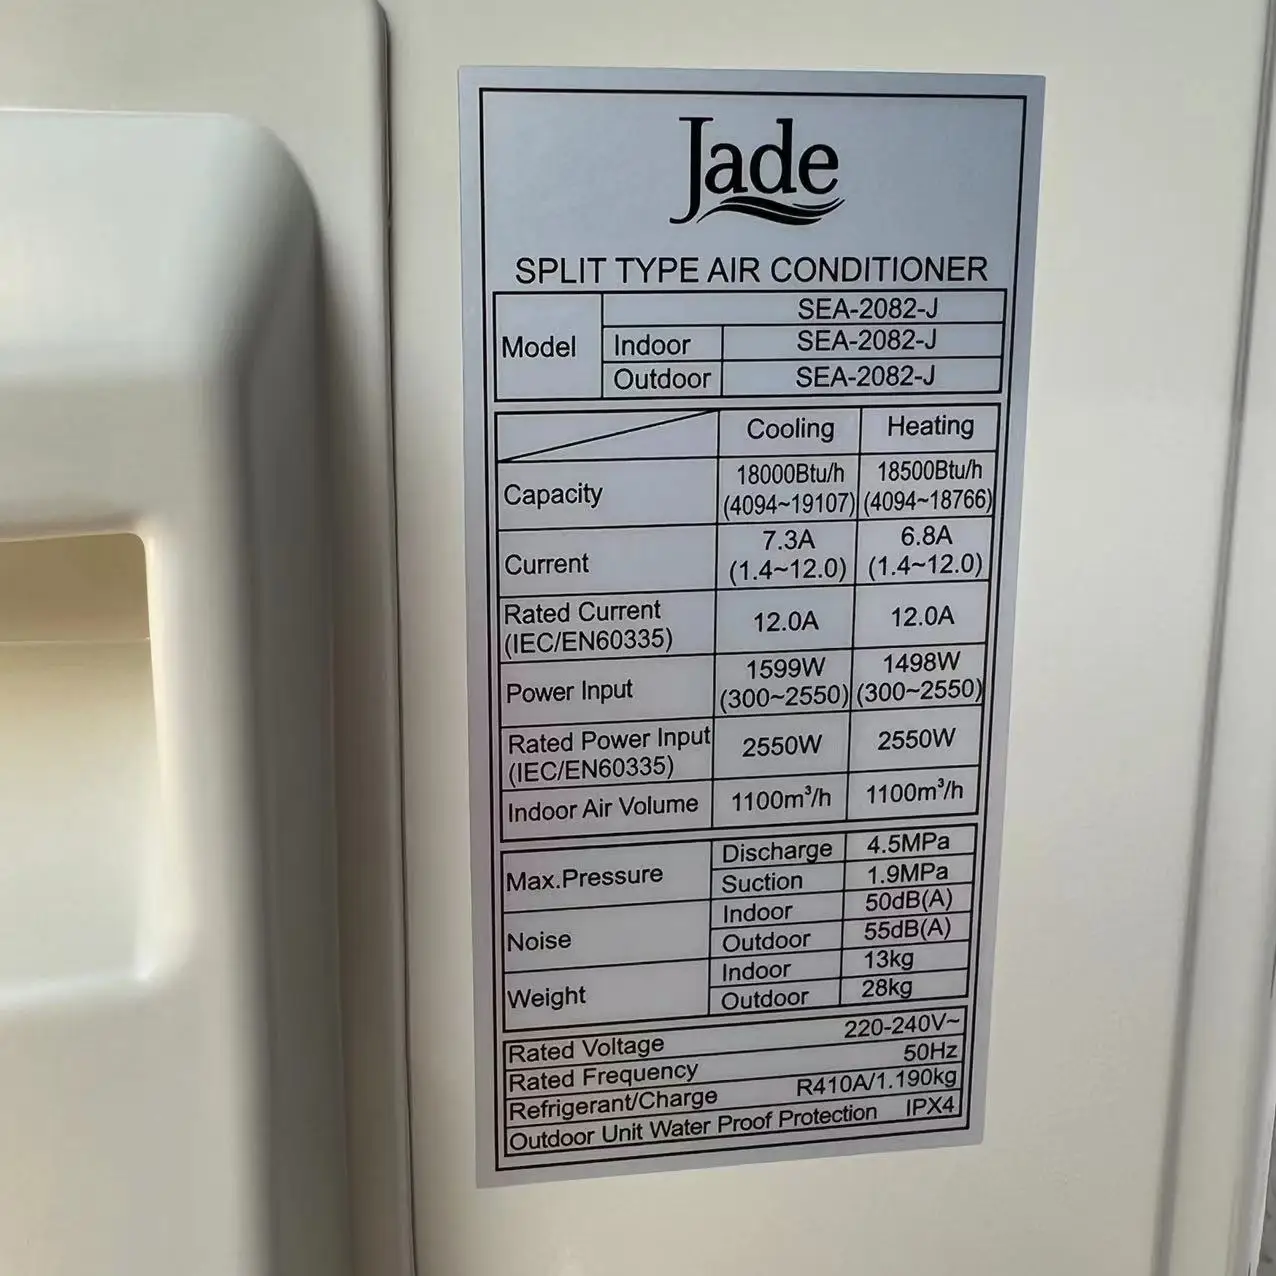 Jade
SPLIT TYPE AIR CONDITIONER
Model SEA-2082-J
Indoor SEA-2082-J
Outdoor SEA-2082-J
Cooling Heating
Capacity 18000Btu/h (4094~19107) 18500Btu/h (4094~18766)
Current 7.3A (1.4~12.0) 6.8A (1.4~12.0)
Rated Current (IEC/EN60335) 12.0A 12.0A
Power Input 1599W (300~2550) 1498W (300~2550)
Rated Power Input (IEC/EN60335) 2550W 2550W
Indoor Air Volume 1100m³/h 1100m³/h
Max.Pressure Discharge 4.5MPa
Suction 1.9MPa
Noise Indoor 50dB(A)
Outdoor 55dB(A)
Weight Indoor 13kg
Outdoor 28kg
Rated Voltage 220-240V~
Rated Frequency 50Hz
Refrigerant/Charge R410A/1.190kg
Outdoor Unit Water Proof Protection IPX4